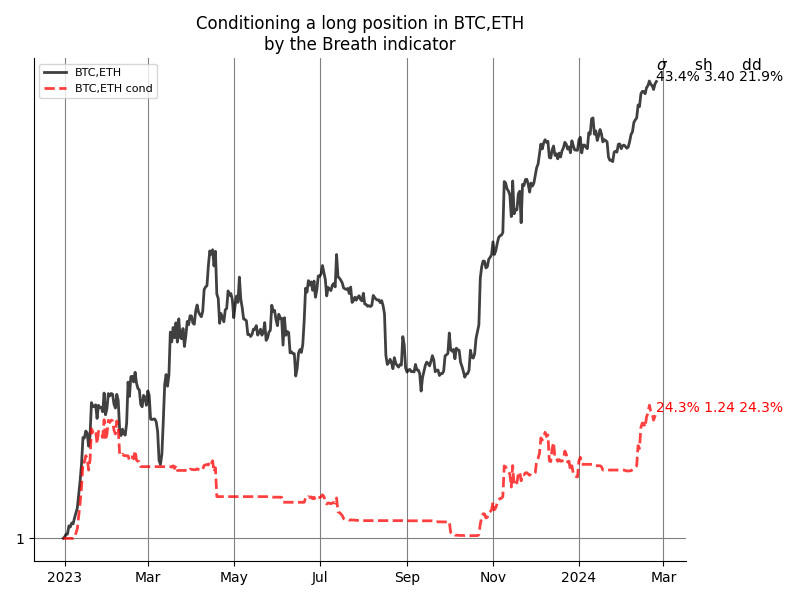 Conditioning a long position in BTC,ETH
by the Breath indicator
σ sh dd
43.4% 3.40 21.9%
BTC,ETH
BTC,ETH cond
24.3% 1.24 24.3%
1
2023 Mar May Jul Sep Nov 2024 Mar